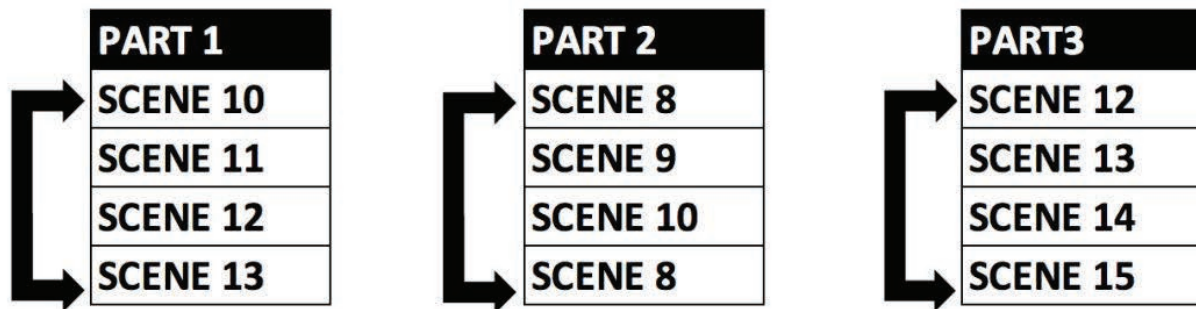 PART 1
SCENE 10
SCENE 11
SCENE 12
SCENE 13
PART 2
SCENE 8
SCENE 9
SCENE 10
SCENE 8
PART3
SCENE 12
SCENE 13
SCENE 14
SCENE 15